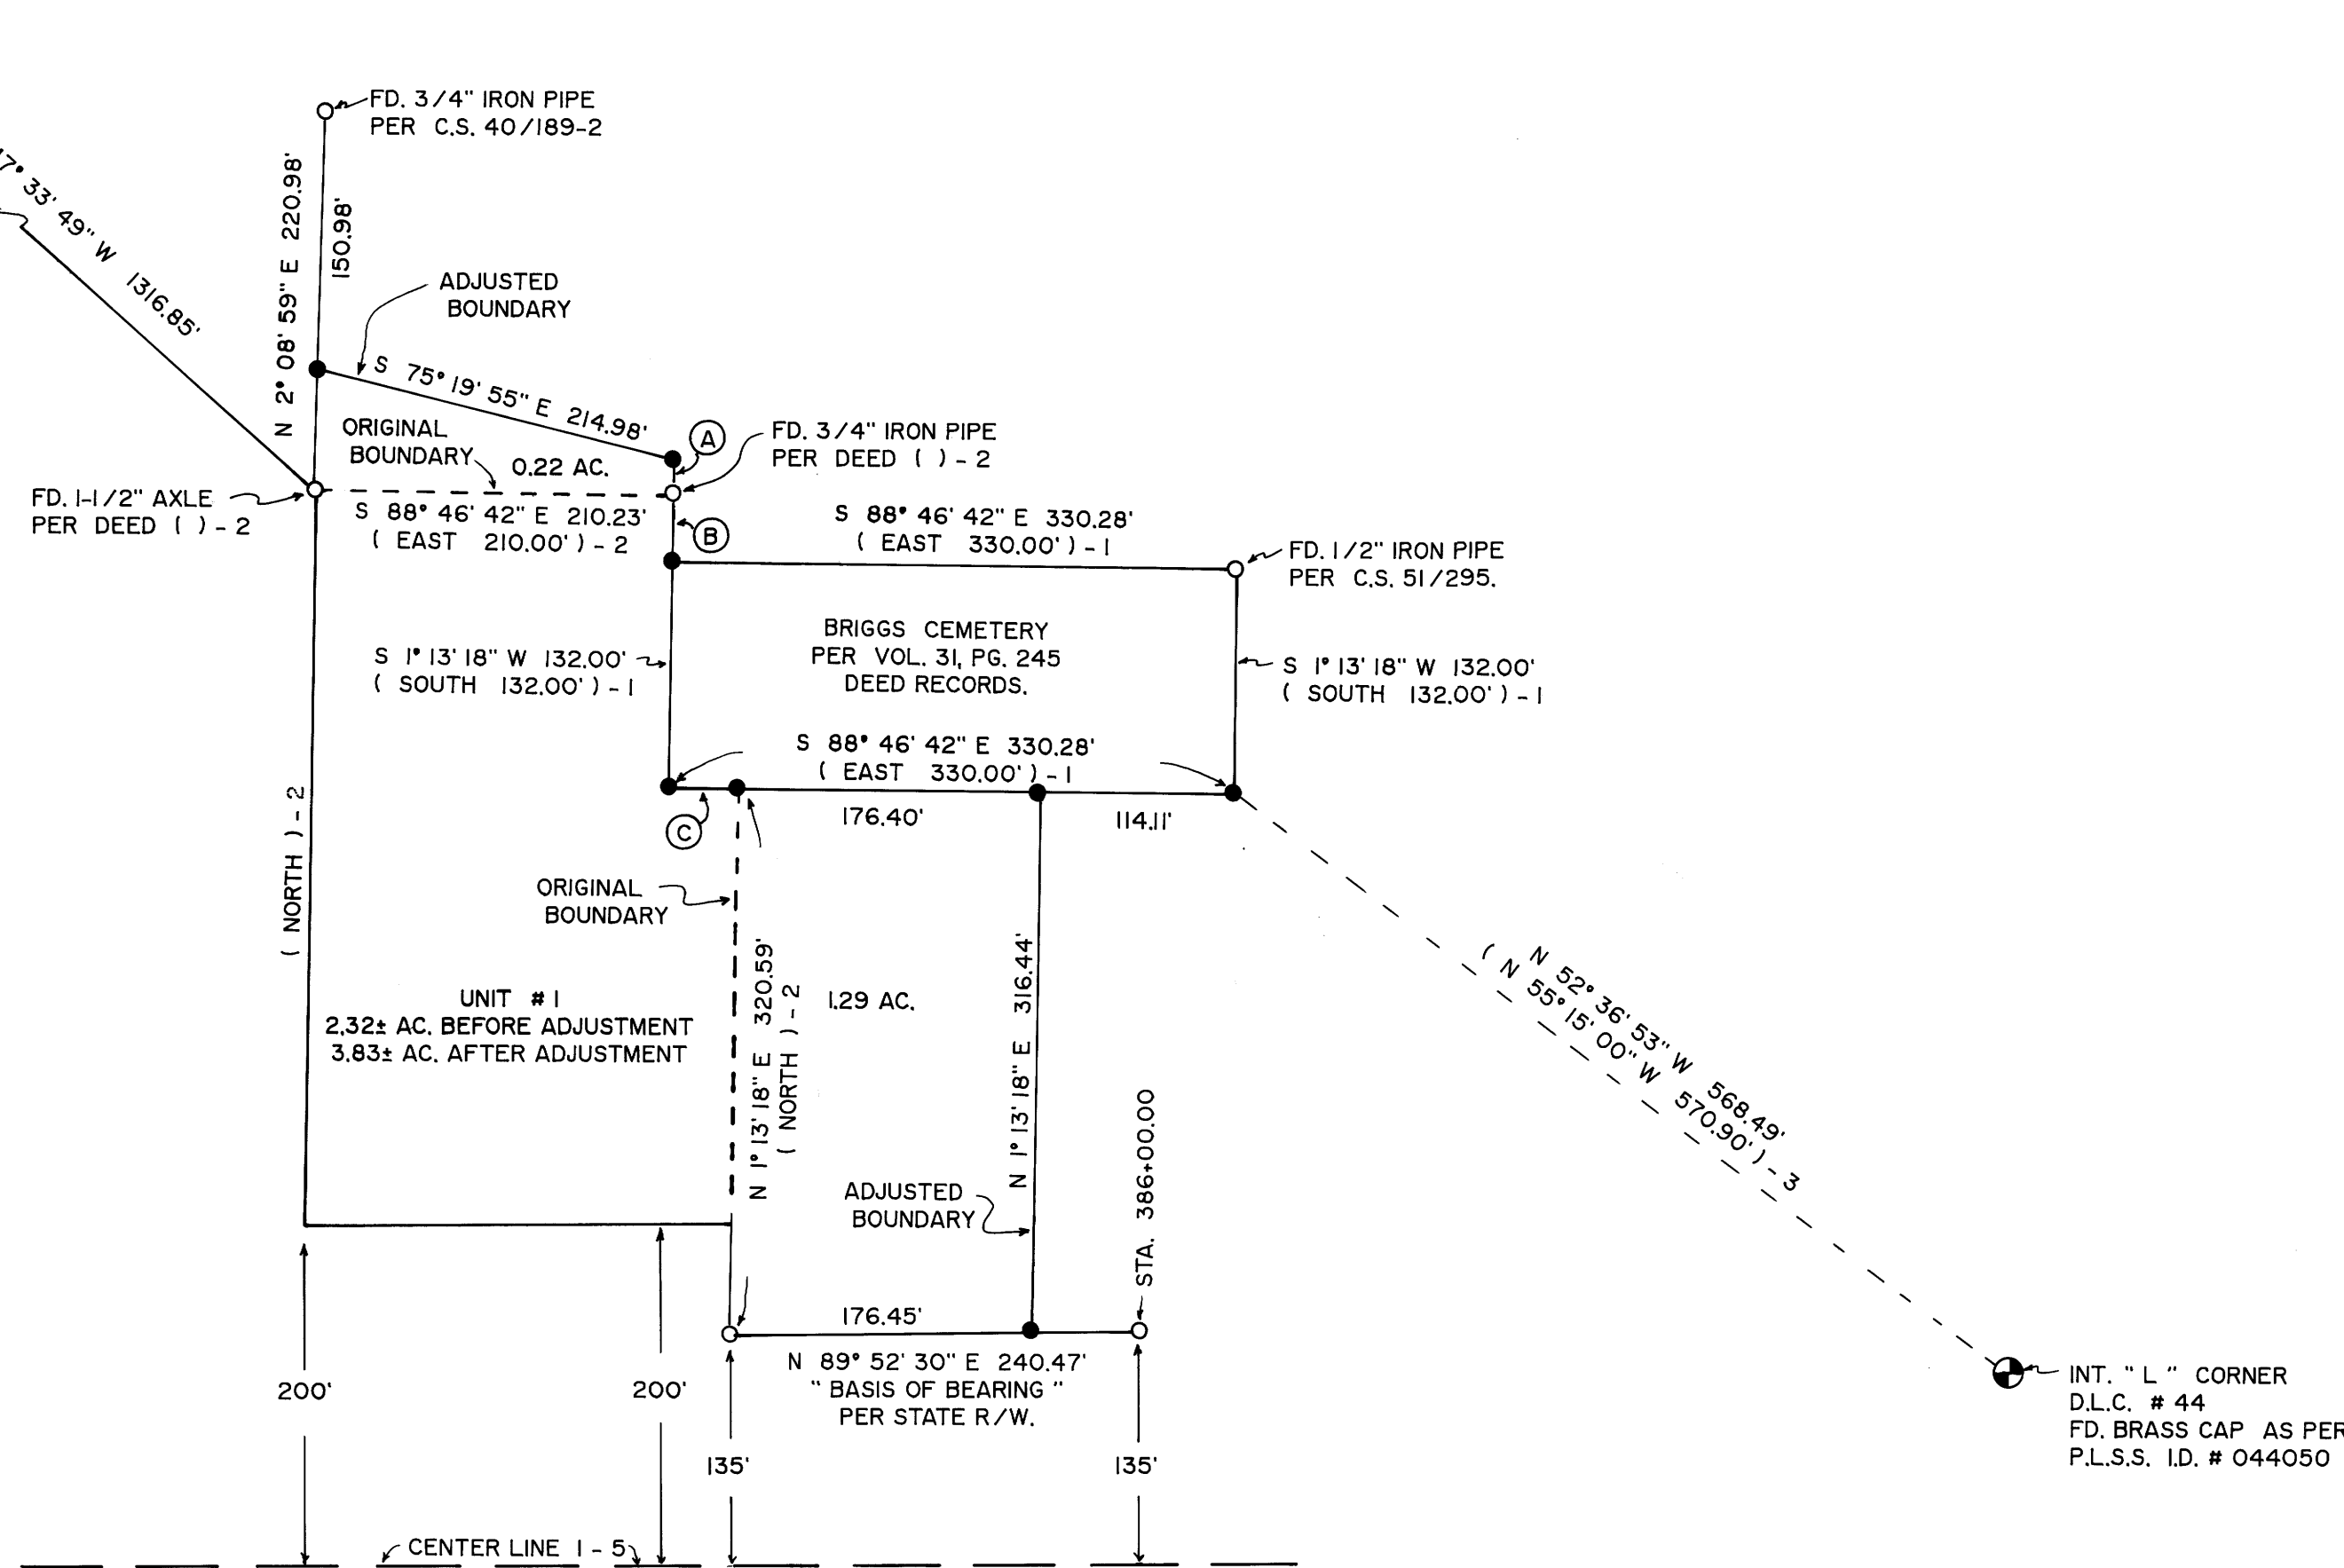 FD. 3/4" IRON PIPE
PER C.S. 40/189-2
7° 33' 49" W 1316.85'
N 2° 08' 59" E 220.98'
150.98'
ADJUSTED
BOUNDARY
S 75° 19' 55" E 214.98'
A
FD. 3/4" IRON PIPE
PER DEED ( ) - 2
ORIGINAL
BOUNDARY
0.22 AC.
FD. 1-1/2" AXLE
PER DEED ( ) - 2
S 88° 46' 42" E 210.23'
( EAST 210.00' ) - 2
B
S 88° 46' 42" E 330.28'
( EAST 330.00' ) - 1
FD. 1/2" IRON PIPE
PER C.S. 51/295.
BRIGGS CEMETERY
PER VOL. 31, PG. 245
DEED RECORDS.
S 1° 13' 18" W 132.00'
( SOUTH 132.00' ) - 1
S 1° 13' 18" W 132.00'
( SOUTH 132.00' ) - 1
S 88° 46' 42" E 330.28'
( EAST 330.00' ) - 1
C
176.40'
114.11'
( NORTH ) - 2
ORIGINAL
BOUNDARY
UNIT # 1
2.32± AC. BEFORE ADJUSTMENT
3.83± AC. AFTER ADJUSTMENT
N 1° 13' 18" E 320.59'
( NORTH ) - 2
1.29 AC.
N 1° 13' 18" E 316.44'
N 52° 36' 53" W 568.49'
( N 55° 15' 00" W 570.90' ) - 3
ADJUSTED
BOUNDARY
STA. 386+00.00
176.45'
N 89° 52' 30" E 240.47'
" BASIS OF BEARING "
PER STATE R/W.
200'
200'
135'
135'
INT. " L " CORNER
D.L.C. # 44
FD. BRASS CAP AS PER
P.L.S.S. I.D. # 044050
CENTER LINE I - 5